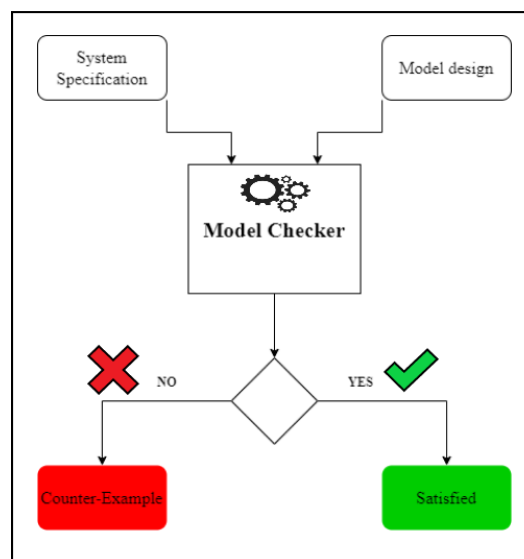 System
Specification
Model design
Model Checker
NO
YES
Counter-Example
Satisfied